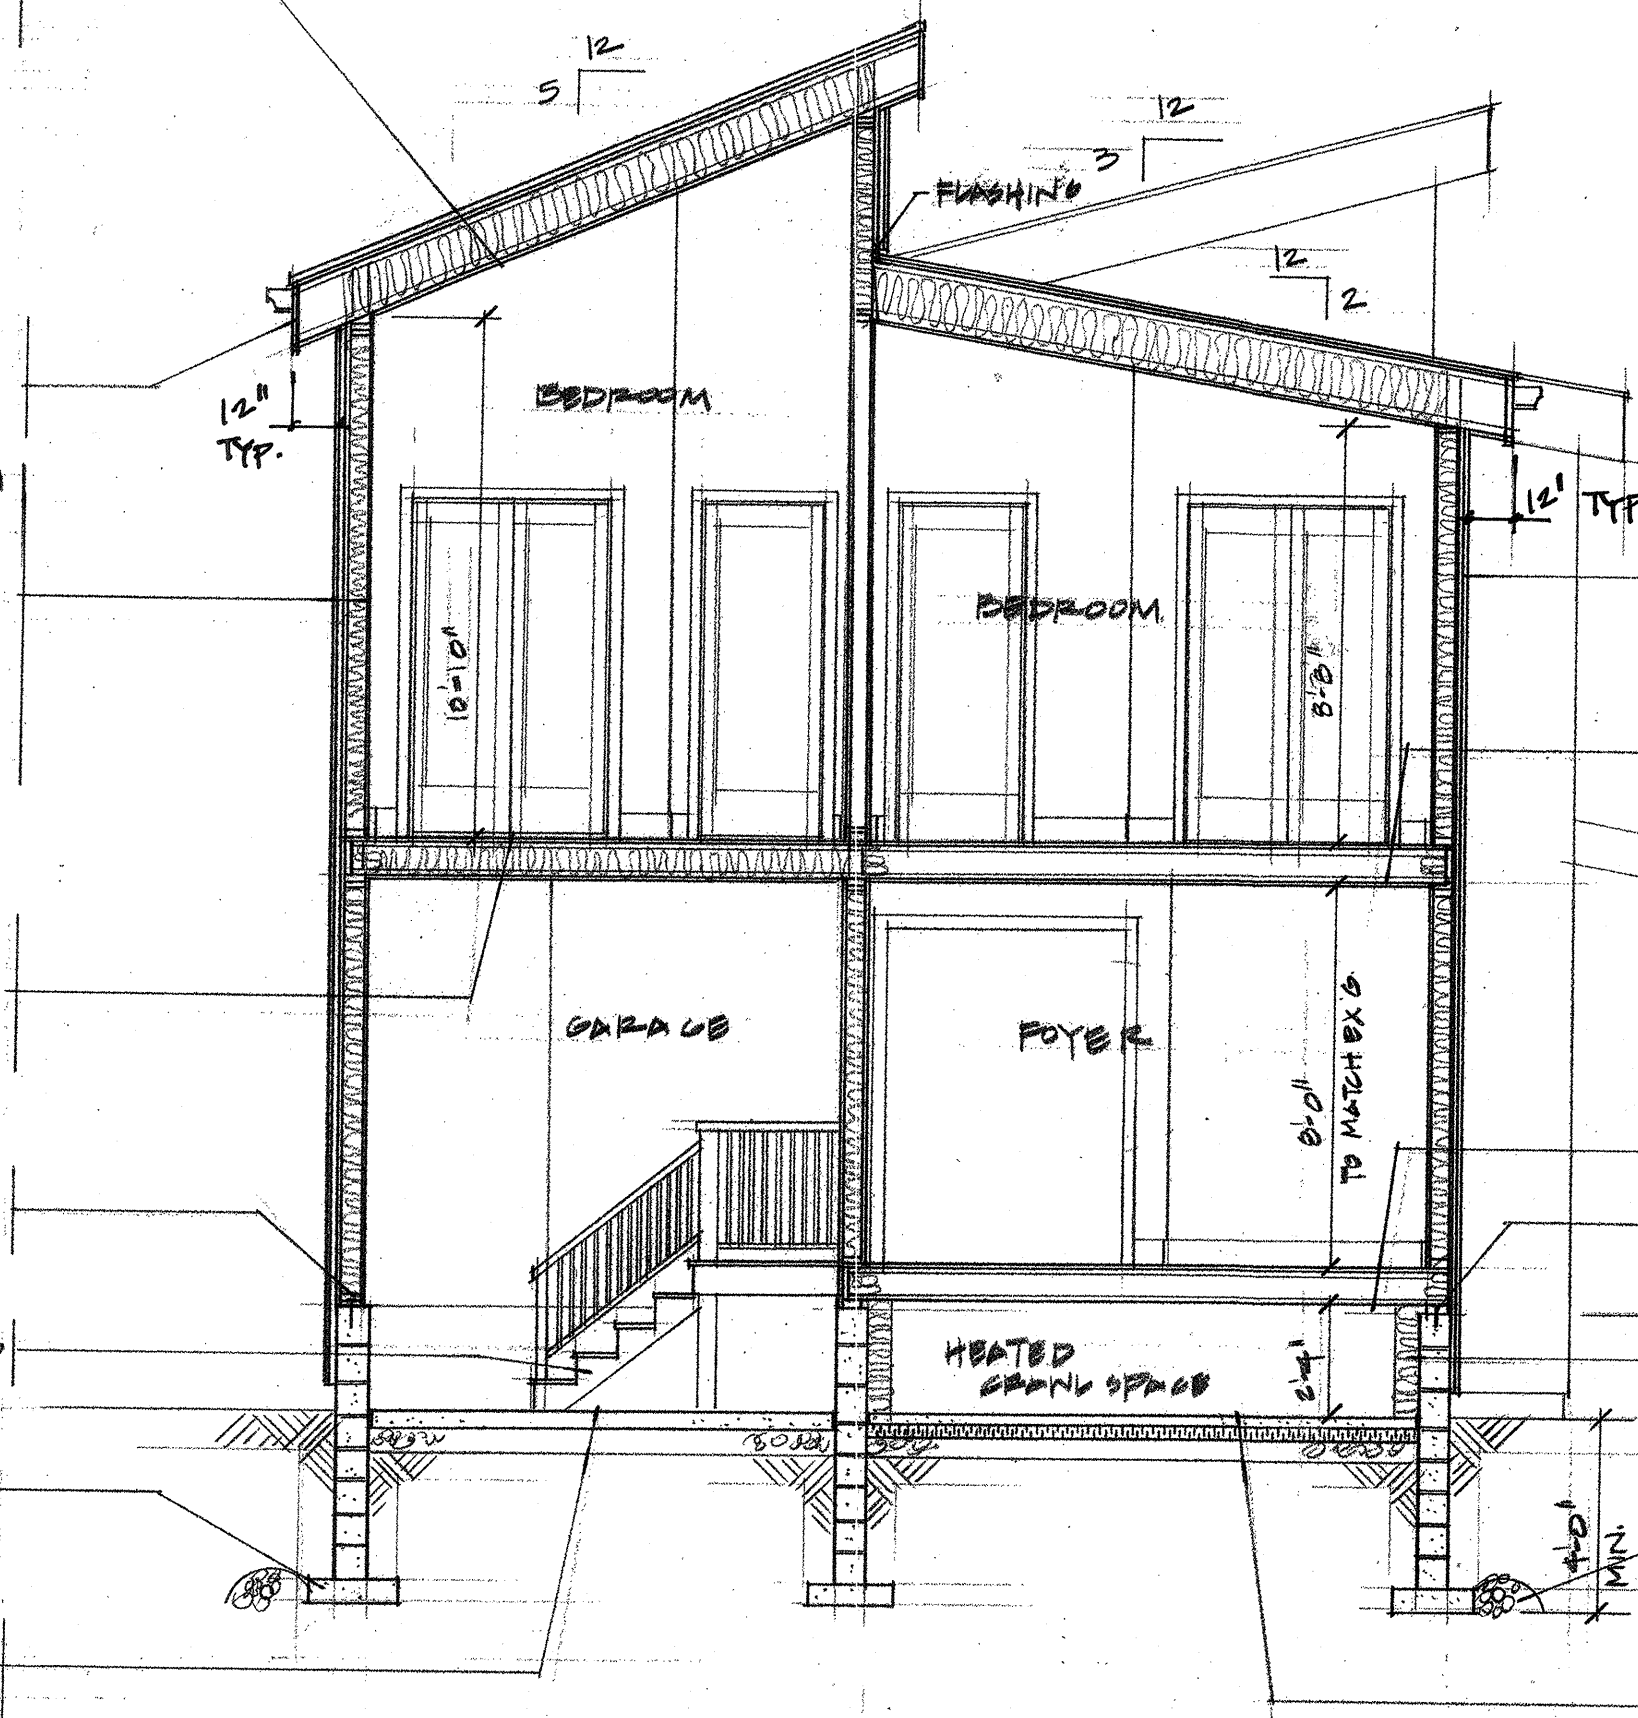 12
5
12
3
FLASHING
12
2
12"
TYP.
BEDROOM
12" TYP
BEDROOM
10'-10"
8'-8"
GARAGE
FOYER
8'-0"
TO MATCH EX'G
HEATED
CRAWL SPACE
2'-4"
4'-0"
MIN.